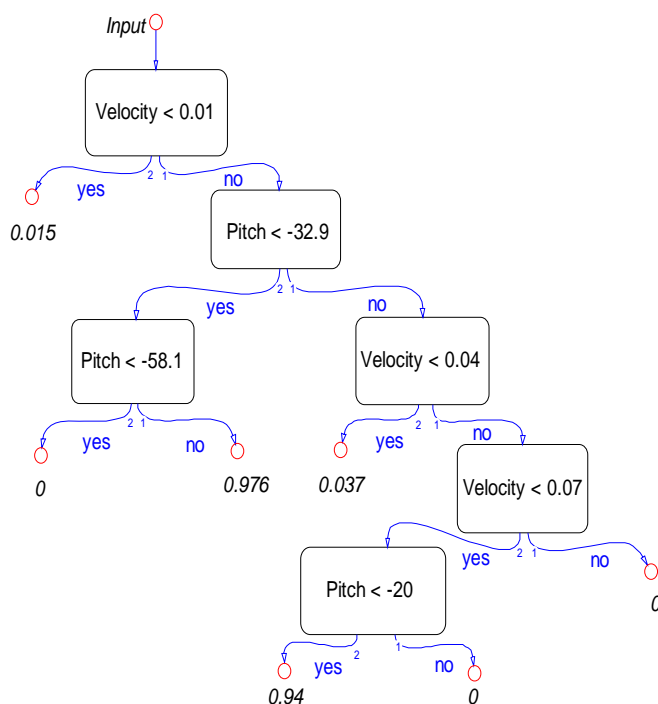 Input
Velocity < 0.01
2 1
yes no
0.015
Pitch < -32.9
2 1
yes no
Pitch < -58.1
Velocity < 0.04
2 1
2 1
yes no
yes no
0
0.976
0.037
Velocity < 0.07
2 1
yes no
Pitch < -20
0
2 1
yes no
0.94
0